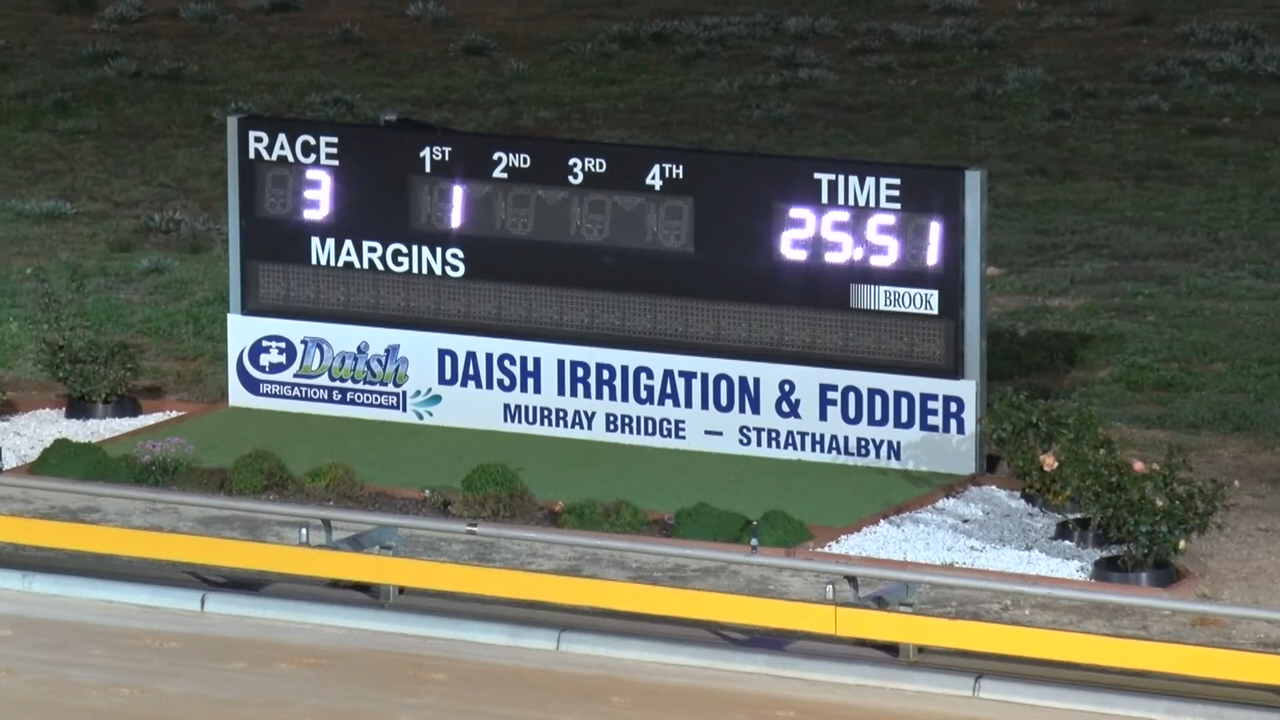 RACE 1ST 2ND 3RD 4TH TIME
3 1 25.51
MARGINS
BROOK
Daish
IRRIGATION & FODDER
DAISH IRRIGATION & FODDER
MURRAY BRIDGE — STRATHALBYN